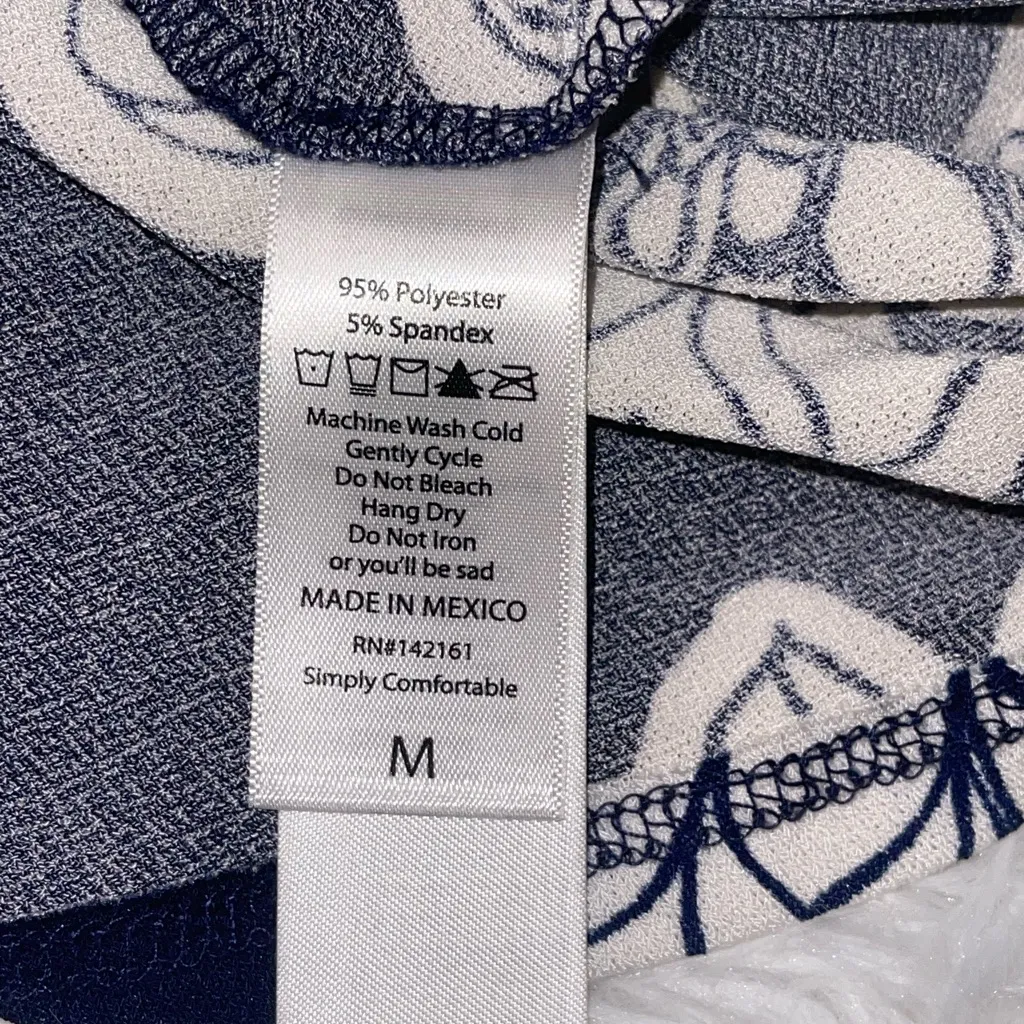 95% Polyester
5% Spandex
Machine Wash Cold
Gently Cycle
Do Not Bleach
Hang Dry
Do Not Iron
or you'll be sad
MADE IN MEXICO
RN#142161
Simply Comfortable
M